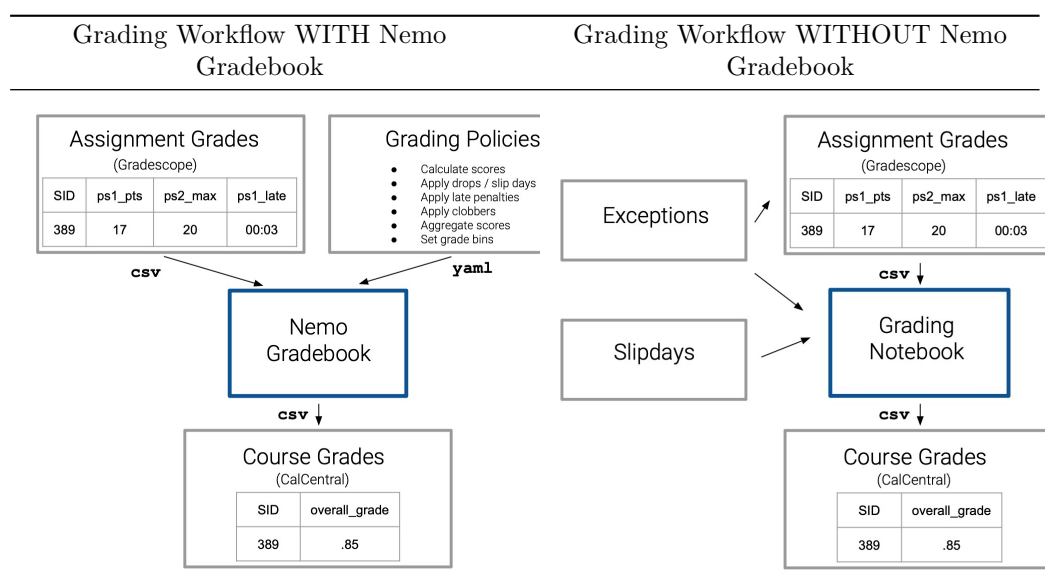 Grading Workflow WITH Nemo
Gradebook
Grading Workflow WITHOUT Nemo
Gradebook
Assignment Grades
(Gradescope)
SID ps1_pts ps2_max ps1_late
389 17 20 00:03
Grading Policies
● Calculate scores
● Apply drops / slip days
● Apply late penalties
● Apply clobbers
● Aggregate scores
● Set grade bins
csv
yaml
Nemo
Gradebook
csv
Course Grades
(CalCentral)
SID overall_grade
389 .85
Exceptions
Slipdays
Assignment Grades
(Gradescope)
SID ps1_pts ps2_max ps1_late
389 17 20 00:03
csv
Grading
Notebook
csv
Course Grades
(CalCentral)
SID overall_grade
389 .85